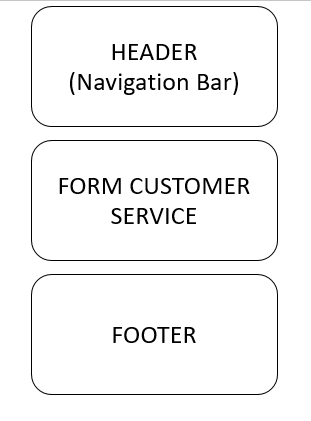 HEADER
(Navigation Bar)
FORM CUSTOMER
SERVICE
FOOTER